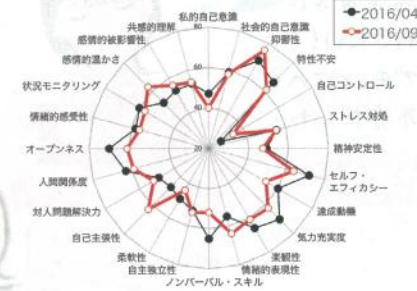 私的自己意識
社会的自己意識
抑鬱性
特性不安
自己コントロール
ストレス対処
精神安定性
セルフ・
エフィカシー
達成動機
気力充実度
楽観性
情緒的表現性
ノンバーバル・スキル
自主独立性
柔軟性
自己主張性
対人問題解決力
人間関係度
オープンネス
情緒的感受性
状況モニタリング
感情的温かさ
感情的被影響性
共感的理解
80
60
40
20
2016/04
2016/09